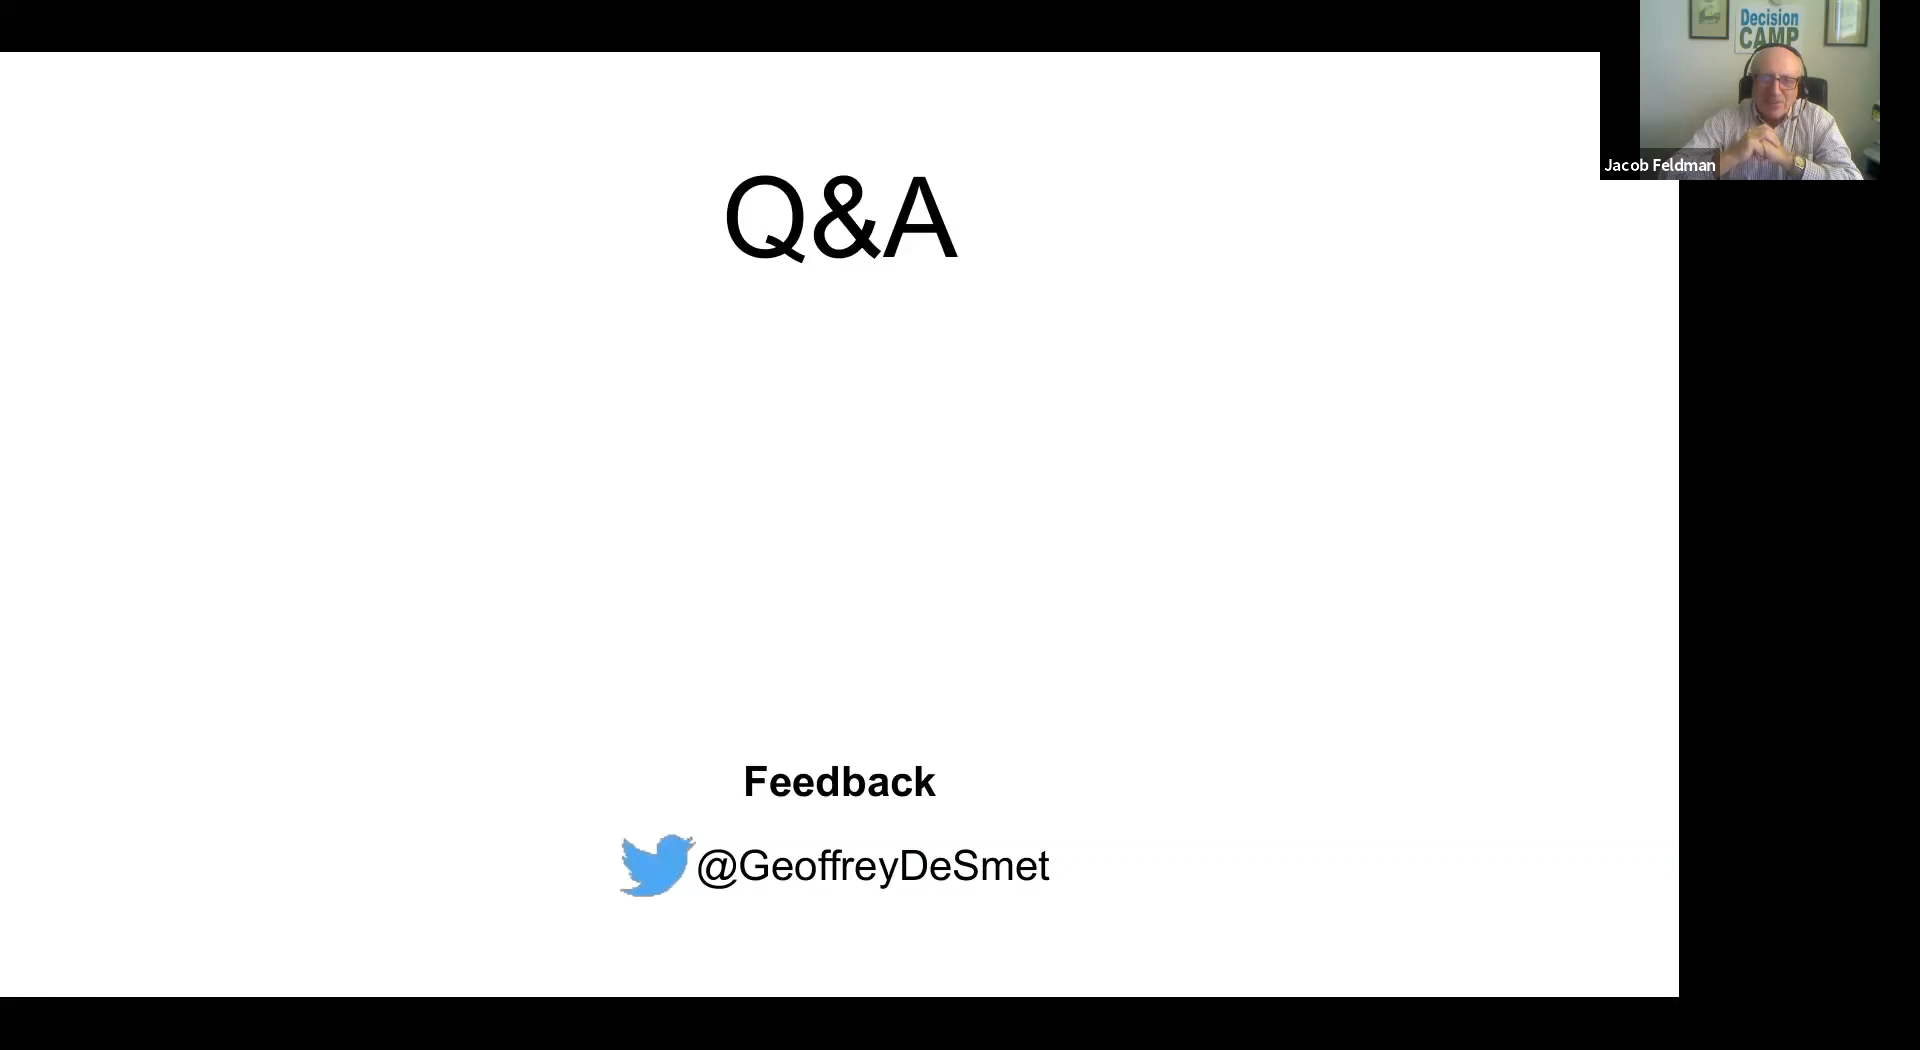 Decision
CAMP
Jacob Feldman
Q&A
Feedback
@GeoffreyDeSmet